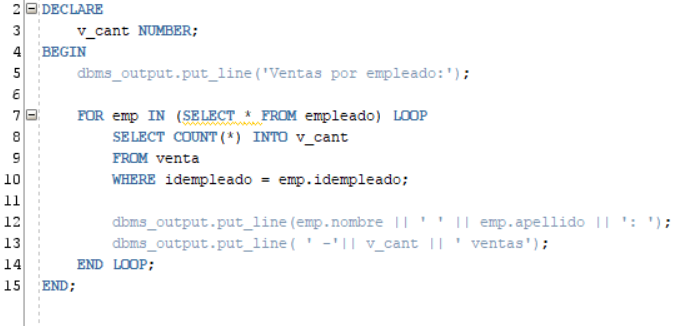 2 DECLARE
3 v_cant NUMBER;
4 BEGIN
5 dbms_output.put_line('Ventas por empleado:');
6
7 FOR emp IN (SELECT * FROM empleado) LOOP
8 SELECT COUNT(*) INTO v_cant
9 FROM venta
10 WHERE idempleado = emp.idempleado;
11
12 dbms_output.put_line(emp.nombre || ' ' || emp.apellido || ': ');
13 dbms_output.put_line( ' -'|| v_cant || ' ventas');
14 END LOOP;
15 END;